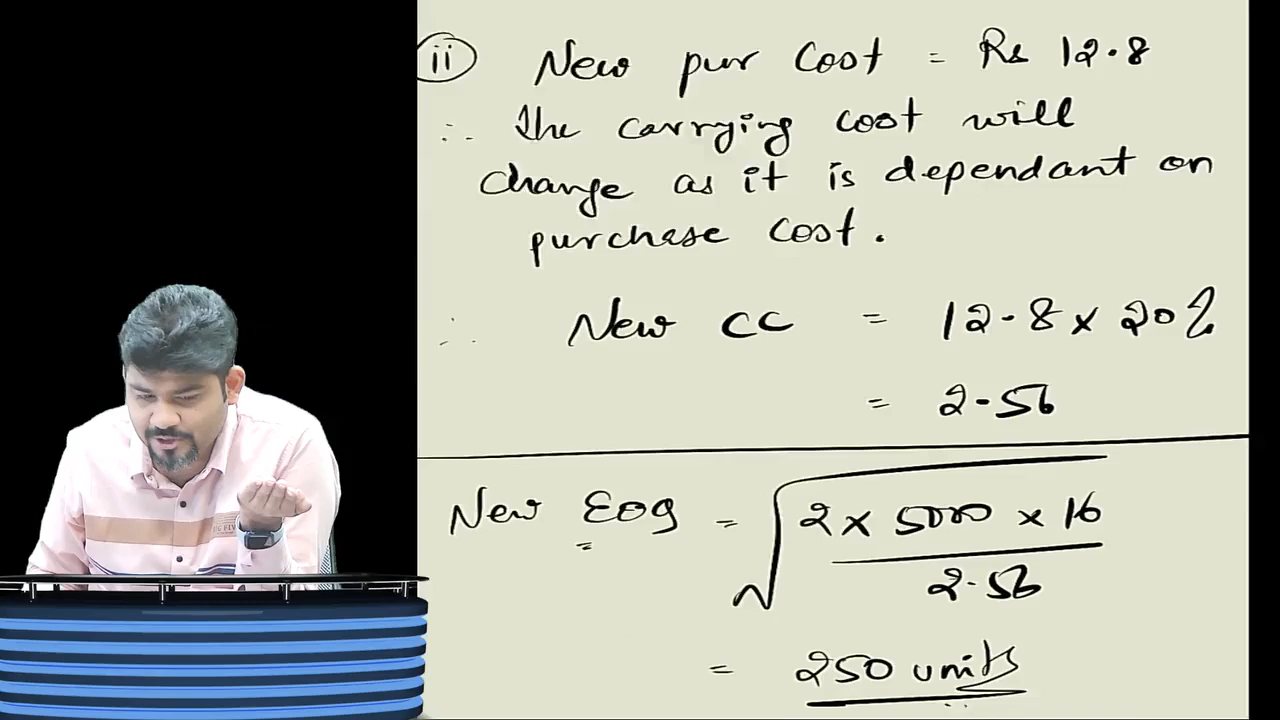 ii New pur cost = Rs 12.8
∴ the carrying cost will
change as it is dependant on
purchase cost.
∴ New CC = 12.8 x 20%
= 2.56
New EOQ = √ 2 x 5000 x 16
2.56
= 250 units